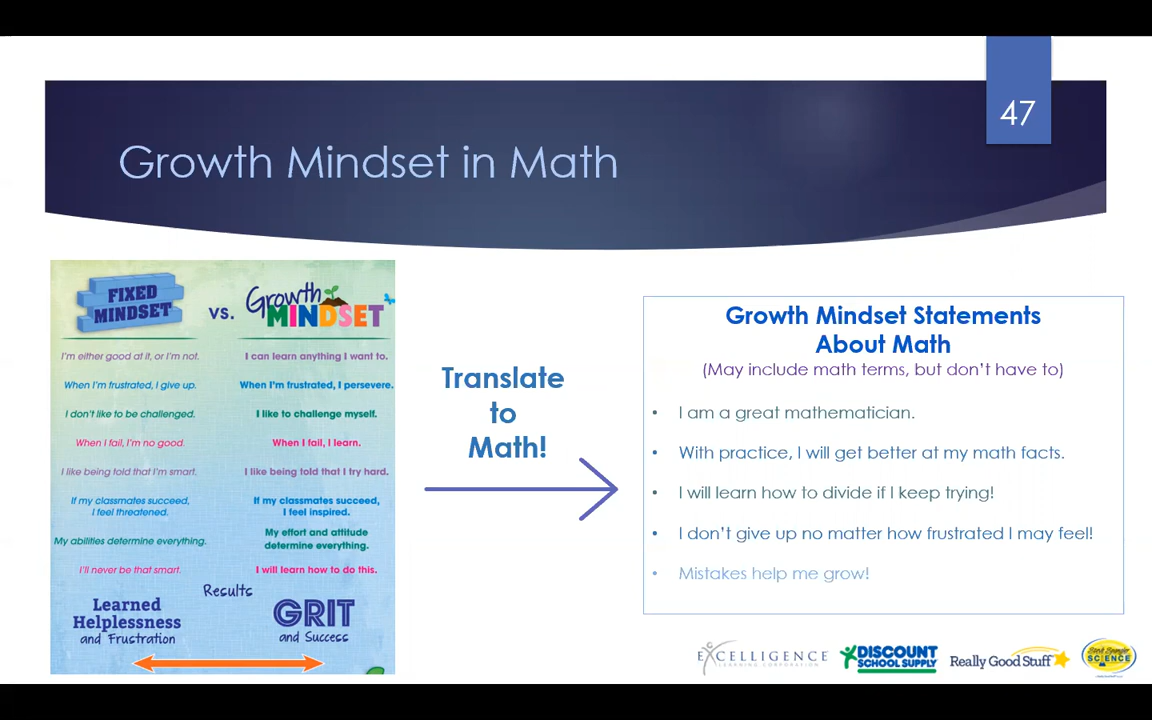 47
Growth Mindset in Math
FIXED
MINDSET
vs.
Growth
MINDSET
I'm either good at it, or I'm not.
I can learn anything I want to.
When I'm frustrated, I give up.
When I'm frustrated, I persevere.
I don't like to be challenged.
I like to challenge myself.
When I fail, I'm no good.
When I fail, I learn.
I like being told that I'm smart.
I like being told that I try hard.
If my classmates succeed,
I feel threatened.
If my classmates succeed,
I feel inspired.
My abilities determine everything.
My effort and attitude
determine everything.
I'll never be that smart.
I will learn how to do this.
Results
Learned
Helplessness
and Frustration
GRIT
and Success
Translate
to
Math!
Growth Mindset Statements
About Math
(May include math terms, but don't have to)
• I am a great mathematician.
• With practice, I will get better at my math facts.
• I will learn how to divide if I keep trying!
• I don't give up no matter how frustrated I may feel!
• Mistakes help me grow!
EXCELLIGENCE
LEARNING CORPORATION
DISCOUNT
SCHOOL SUPPLY
Really Good Stuff
Steve Spangler
SCIENCE